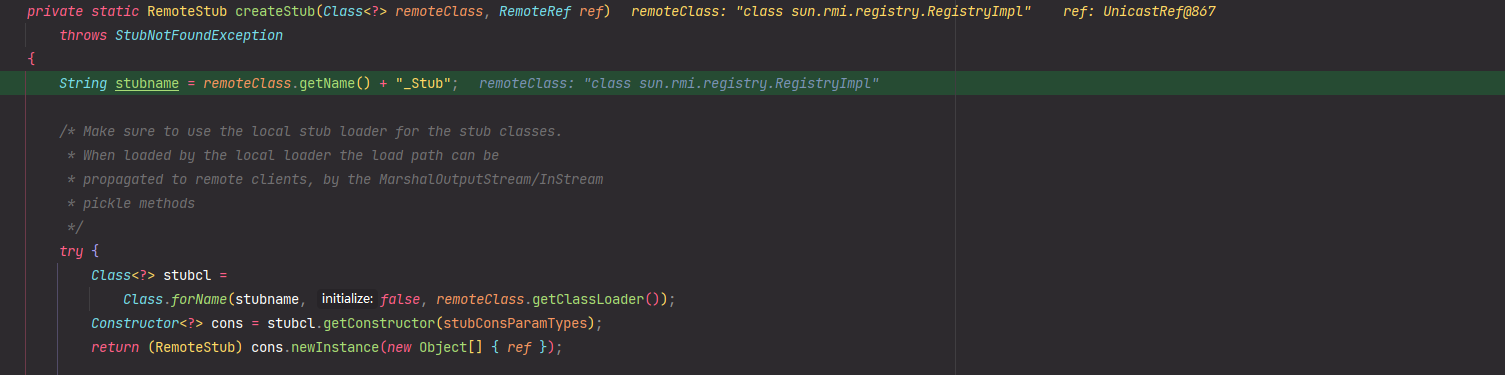 private static RemoteStub createStub(Class<?> remoteClass, RemoteRef ref)   remoteClass: "class sun.rmi.registry.RegistryImpl"    ref: UnicastRef@867
    throws StubNotFoundException
{
    String stubname = remoteClass.getName() + "_Stub";   remoteClass: "class sun.rmi.registry.RegistryImpl"
    /* Make sure to use the local stub loader for the stub classes.
     * When loaded by the local loader the load path can be
     * propagated to remote clients, by the MarshalOutputStream/InStream
     * pickle methods
     */
    try {
        Class<?> stubcl =
            Class.forName(stubname, initialize: false, remoteClass.getClassLoader());
        Constructor<?> cons = stubcl.getConstructor(stubConsParamTypes);
        return (RemoteStub) cons.newInstance(new Object[] { ref });